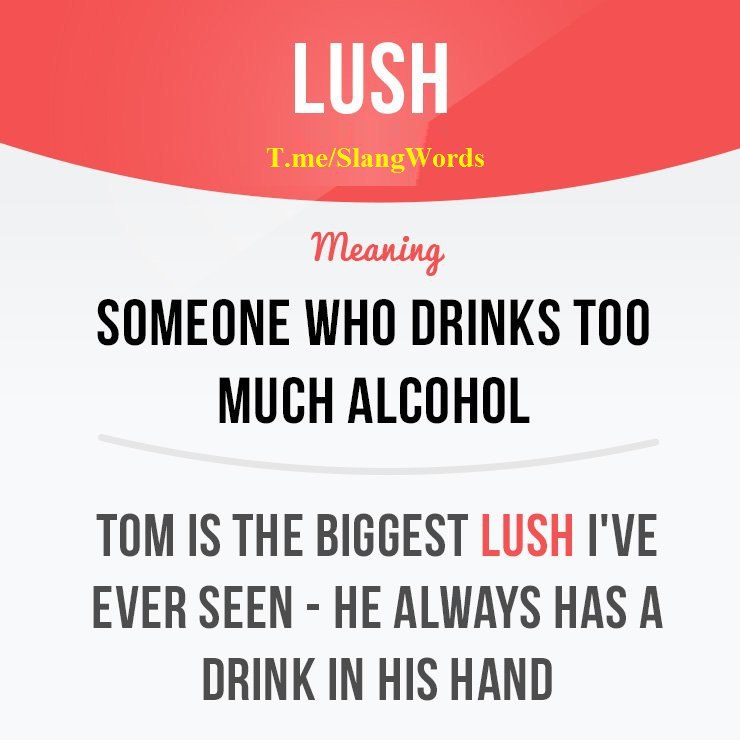 LUSH
T.me/SlangWords
Meaning
SOMEONE WHO DRINKS TOO
MUCH ALCOHOL
TOM IS THE BIGGEST LUSH I'VE
EVER SEEN - HE ALWAYS HAS A
DRINK IN HIS HAND